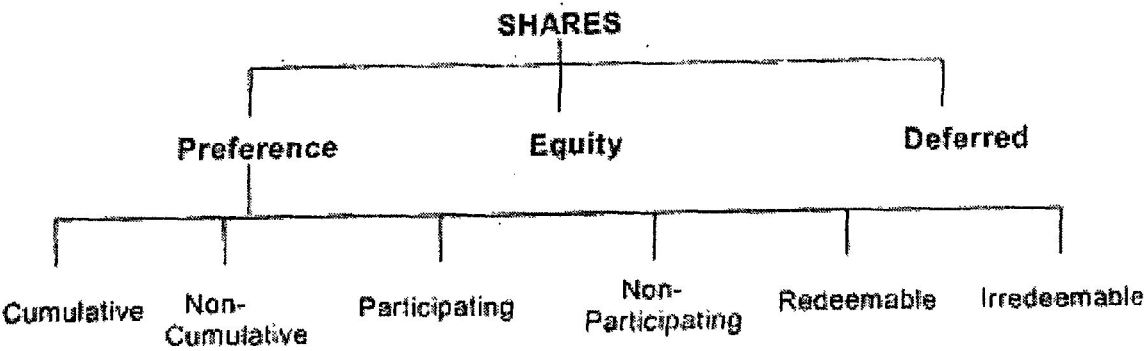 SHARES
Preference
Equity
Deferred
Cumulative
Non-
Cumulative
Participating
Non-
Participating
Redeemable
Irredeemable